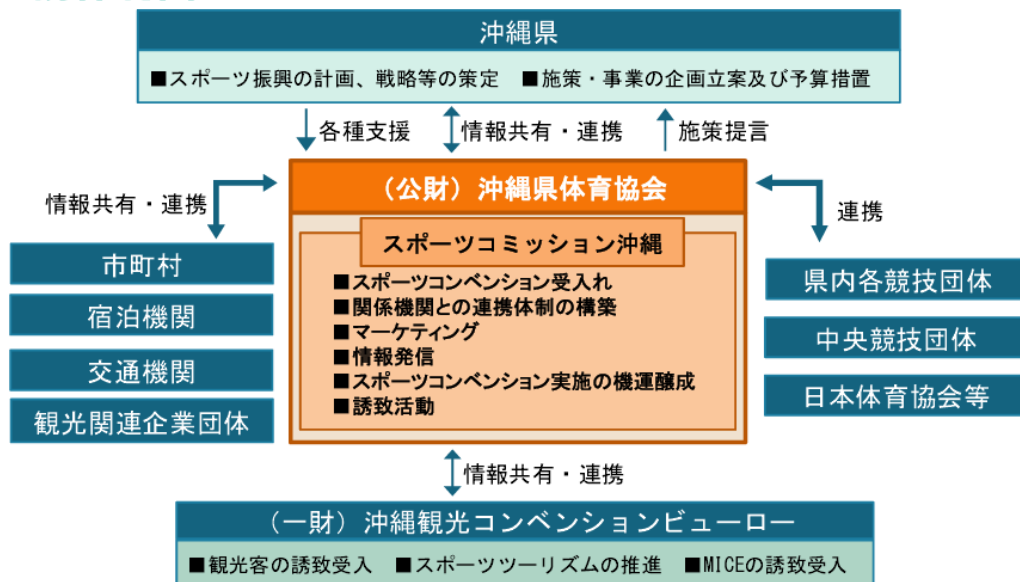 沖縄県
■スポーツ振興の計画、戦略等の策定 ■施策・事業の企画立案及び予算措置
各種支援
情報共有・連携
施策提言
(公財)沖縄県体育協会
情報共有・連携
連携
スポーツコミッション沖縄
■スポーツコンベンション受入れ
■関係機関との連携体制の構築
■マーケティング
■情報発信
■スポーツコンベンション実施の機運醸成
■誘致活動
市町村
宿泊機関
交通機関
観光関連企業団体
県内各競技団体
中央競技団体
日本体育協会等
情報共有・連携
(一財)沖縄観光コンベンションビューロー
■観光客の誘致受入 ■スポーツツーリズムの推進 ■MICEの誘致受入